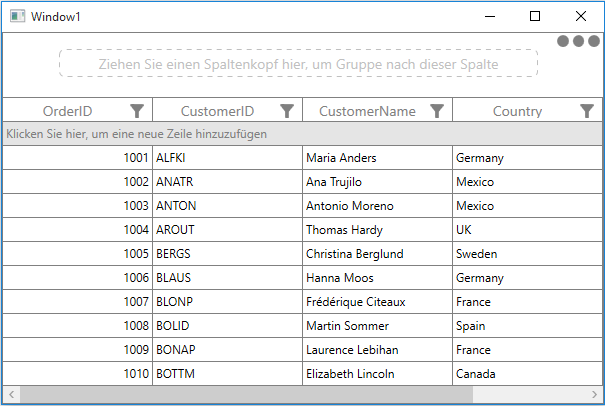 Window1
Ziehen Sie einen Spaltenkopf hier, um Gruppe nach dieser Spalte
OrderID CustomerID CustomerName Country
Klicken Sie hier, um eine neue Zeile hinzuzufügen
1001 ALFKI Maria Anders Germany
1002 ANATR Ana Trujilo Mexico
1003 ANTON Antonio Moreno Mexico
1004 AROUT Thomas Hardy UK
1005 BERGS Christina Berglund Sweden
1006 BLAUS Hanna Moos Germany
1007 BLONP Frédérique Citeaux France
1008 BOLID Martin Sommer Spain
1009 BONAP Laurence Lebihan France
1010 BOTTM Elizabeth Lincoln Canada